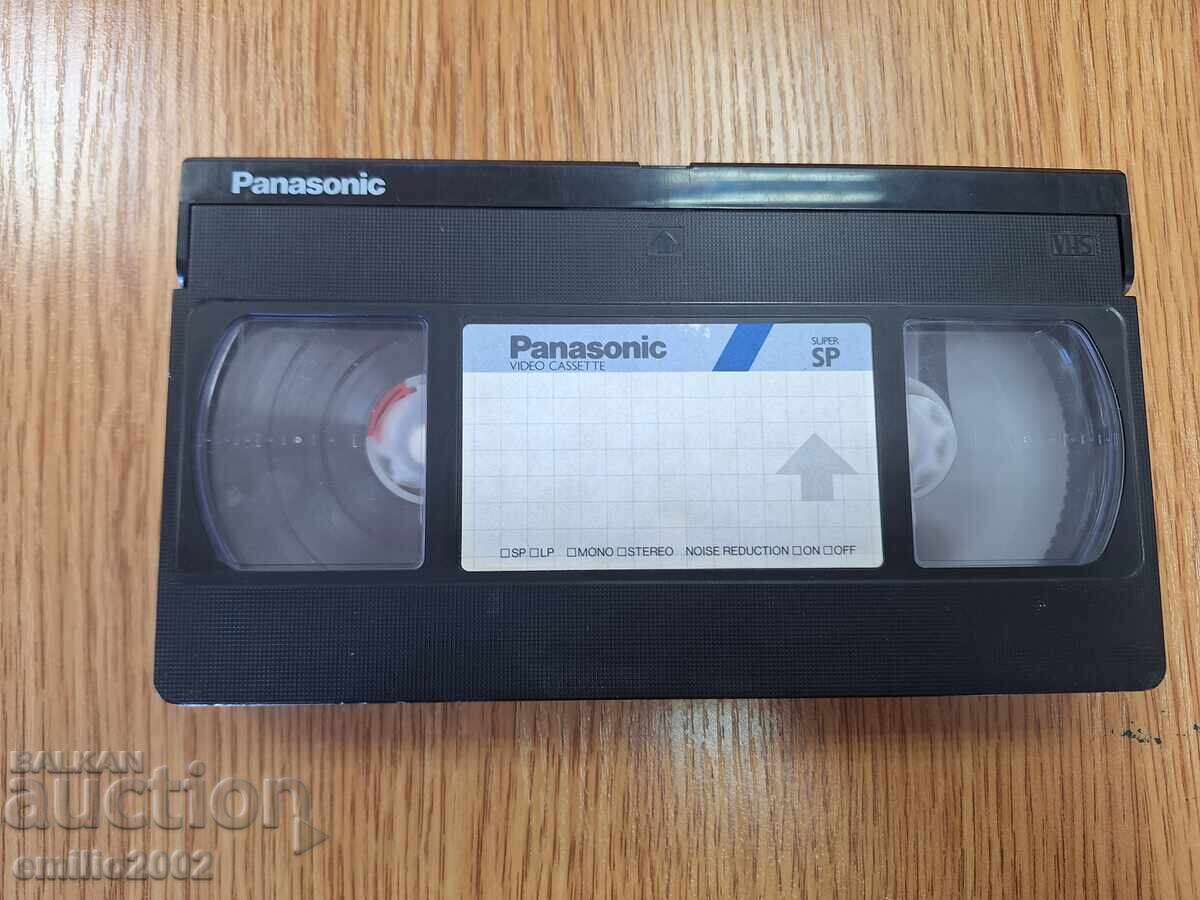 Panasonic
VHS
Panasonic
VIDEO CASSETTE
SUPER
SP
☐SP ☐LP ☐MONO ☐STEREO NOISE REDUCTION ☐ON ☐OFF
BALKAN
auction
emilio2002